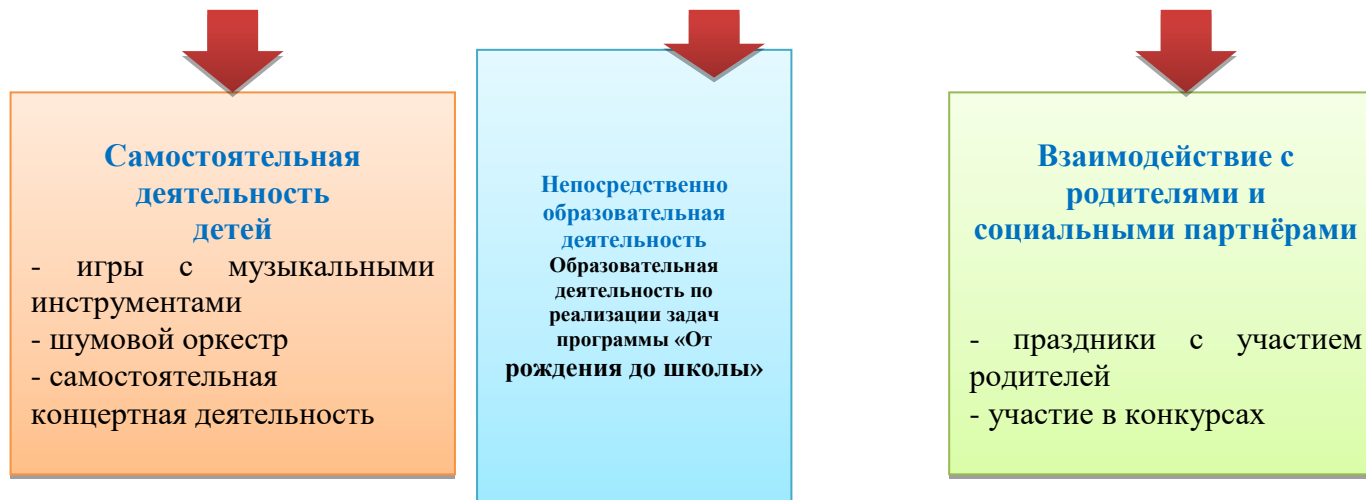 Самостоятельная
деятельность
детей
- игры с музыкальными
инструментами
- шумовой оркестр
- самостоятельная
концертная деятельность
Непосредственно
образовательная
деятельность
Образовательная
деятельность по
реализации задач
программы «От
рождения до школы»
Взаимодействие с
родителями и
социальными партнёрами
- праздники с участием
родителей
- участие в конкурсах